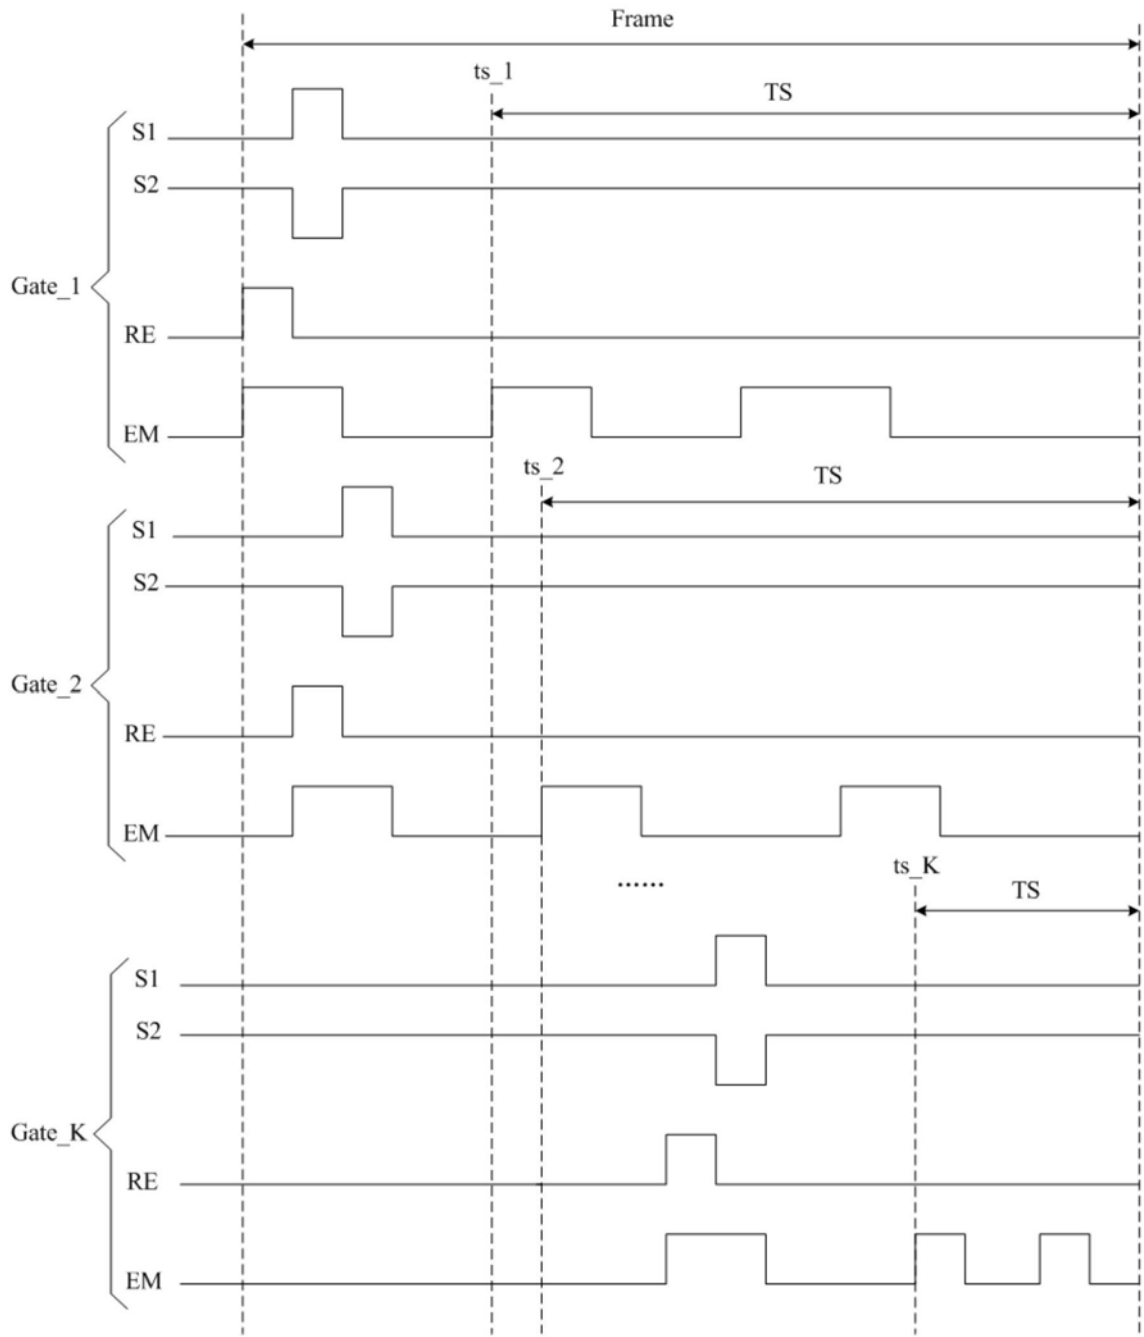 Frame
ts_1
TS
S1
S2
Gate_1
RE
EM
ts_2
TS
S1
S2
Gate_2
RE
EM
......
ts_K
TS
S1
S2
Gate_K
RE
EM